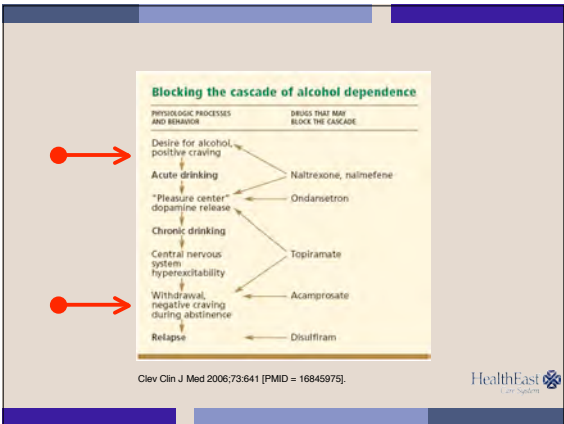 Blocking the cascade of alcohol dependence
PHYSIOLOGIC PROCESSES
AND BEHAVIOR
DRUGS THAT MAY
BLOCK THE CASCADE
Desire for alcohol,
positive craving
Acute drinking
Naltrexone, nalmefene
"Pleasure center"
dopamine release
Ondansetron
Chronic drinking
Central nervous
system
hyperexcitability
Topiramate
Withdrawal,
negative craving
during abstinence
Acamprosate
Relapse
Disulfiram
Clev Clin J Med 2006;73:641 [PMID = 16845975].
HealthEast
Care System